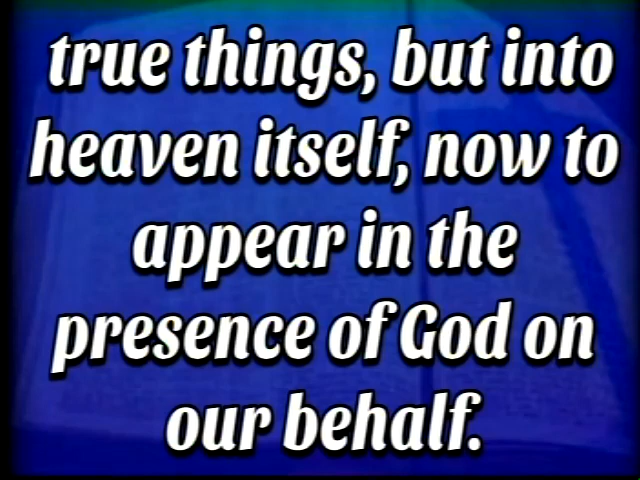 true things, but into
heaven itself, now to
appear in the
presence of God on
our behalf.